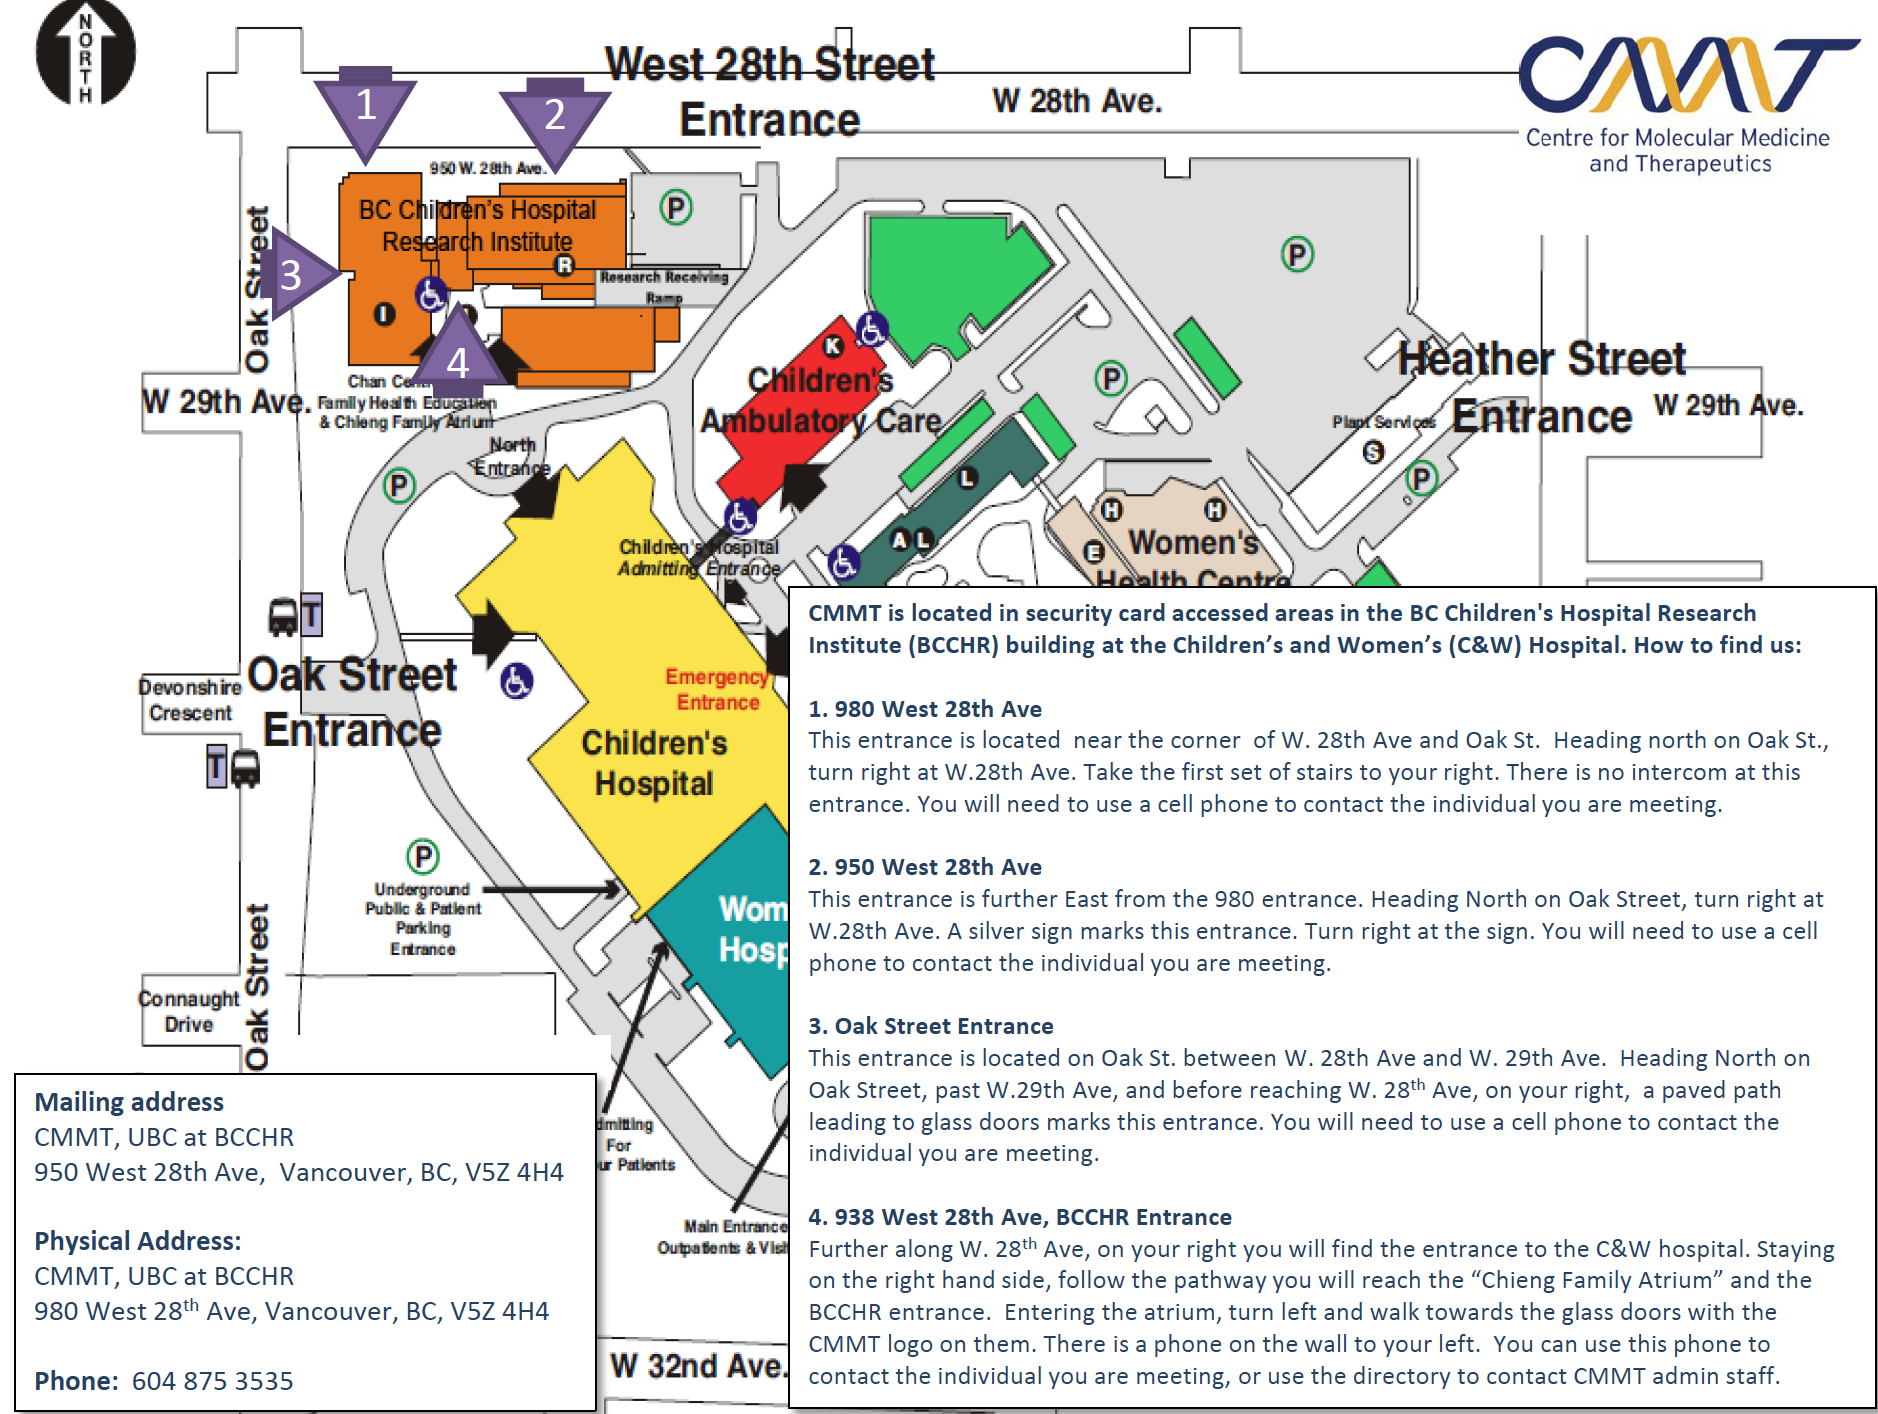 NORTH
1
2
West 28th Street
Entrance
W 28th Ave.
CMMT
Centre for Molecular Medicine
and Therapeutics
950 W. 28th Ave.
BC Children's Hospital
Research Institute
R
P
P
Oak Street
3
Research Receiving
Ramp
I
4
K
Children's
Ambulatory Care
P
Heather Street
Entrance
W 29th Ave.
W 29th Ave.
Chan
Family Health Education
& Chieng Family Atrium
Plant Services
S
P
North
Entrance
P
L
A L
H
H
E
Women's
Health Centre
Children's Hospital
Admitting Entrance
T
Oak Street
Entrance
Devonshire
Crescent
T
Emergency
Entrance
Children's
Hospital
P
Underground
Public & Patient
Parking
Entrance
Wom
Hosp
Connaught
Drive
Oak Street
dmitting
For
ur Patients
Main Entrance
Outpatients & Visit
W 32nd Ave.
Mailing address
CMMT, UBC at BCCHR
950 West 28th Ave,  Vancouver, BC, V5Z 4H4
Physical Address:
CMMT, UBC at BCCHR
980 West 28th Ave, Vancouver, BC, V5Z 4H4
Phone:  604 875 3535
CMMT is located in security card accessed areas in the BC Children's Hospital Research
Institute (BCCHR) building at the Children’s and Women’s (C&W) Hospital. How to find us:
1. 980 West 28th Ave
This entrance is located  near the corner  of W. 28th Ave and Oak St.  Heading north on Oak St.,
turn right at W.28th Ave. Take the first set of stairs to your right. There is no intercom at this
entrance. You will need to use a cell phone to contact the individual you are meeting.
2. 950 West 28th Ave
This entrance is further East from the 980 entrance. Heading North on Oak Street, turn right at
W.28th Ave. A silver sign marks this entrance. Turn right at the sign. You will need to use a cell
phone to contact the individual you are meeting.
3. Oak Street Entrance
This entrance is located on Oak St. between W. 28th Ave and W. 29th Ave.  Heading North on
Oak Street, past W.29th Ave, and before reaching W. 28th Ave, on your right,  a paved path
leading to glass doors marks this entrance. You will need to use a cell phone to contact the
individual you are meeting.
4. 938 West 28th Ave, BCCHR Entrance
Further along W. 28th Ave, on your right you will find the entrance to the C&W hospital. Staying
on the right hand side, follow the pathway you will reach the “Chieng Family Atrium” and the
BCCHR entrance.  Entering the atrium, turn left and walk towards the glass doors with the
CMMT logo on them. There is a phone on the wall to your left.  You can use this phone to
contact the individual you are meeting, or use the directory to contact CMMT admin staff.